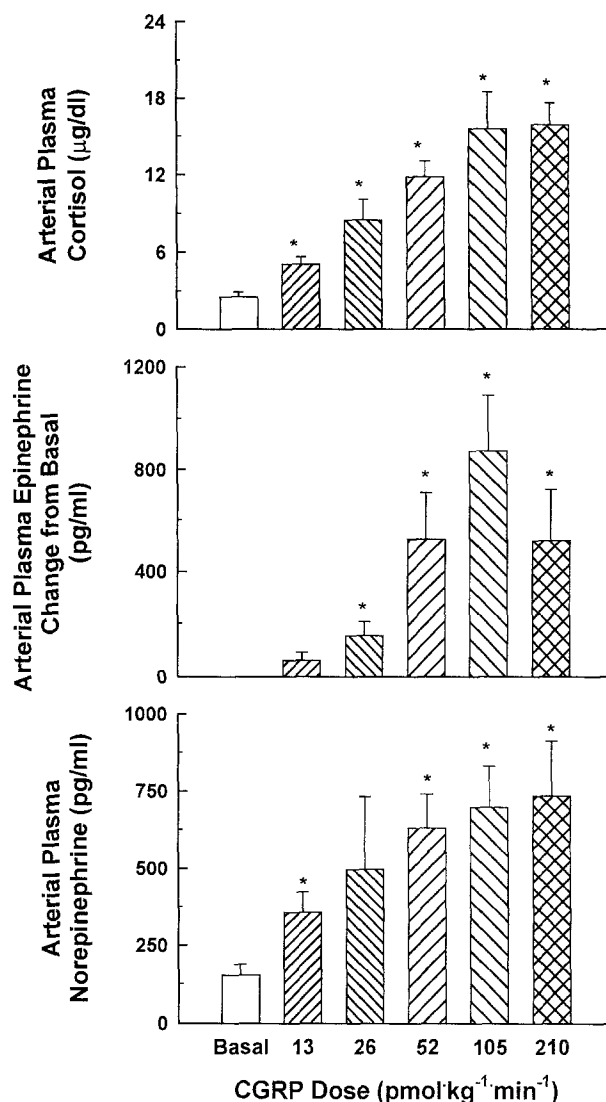 Arterial Plasma
Cortisol (μg/dl)
24
18
12
6
0
* * * * *
Arterial Plasma Epinephrine
Change from Basal
(pg/ml)
1200
800
400
0
* * * *
Arterial Plasma
Norepinephrine (pg/ml)
1000
750
500
250
0
* * * *
Basal 13 26 52 105 210
CGRP Dose (pmol·kg⁻¹·min⁻¹)